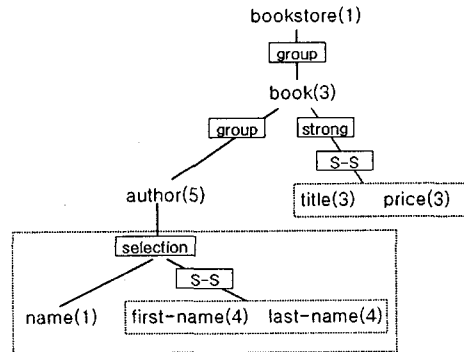 bookstore(1)
group
book(3)
group strong
S-S
author(5) title(3) price(3)
selection
S-S
name(1) first-name(4) last-name(4)